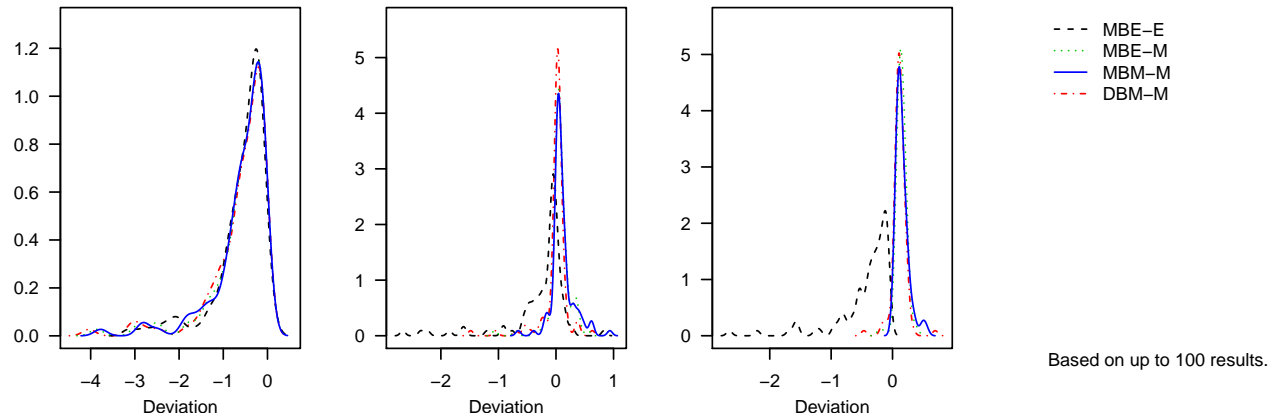 1.2
1.0
0.8
0.6
0.4
0.2
0.0
−4 −3 −2 −1 0
Deviation
5
4
3
2
1
0
−2 −1 0 1
Deviation
5
4
3
2
1
0
−2 −1 0
Deviation
MBE−E
MBE−M
MBM−M
DBM−M
Based on up to 100 results.